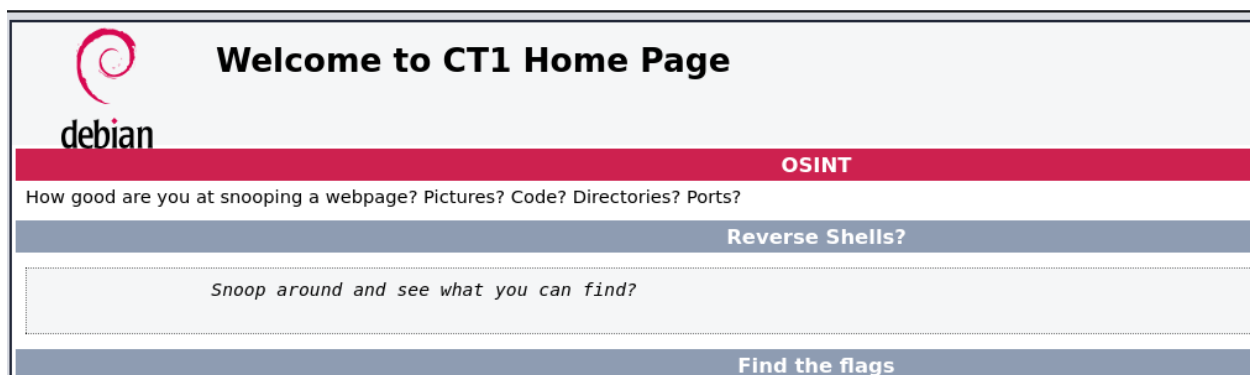 Welcome to CT1 Home Page
debian
OSINT
How good are you at snooping a webpage? Pictures? Code? Directories? Ports?
Reverse Shells?
Snoop around and see what you can find?
Find the flags